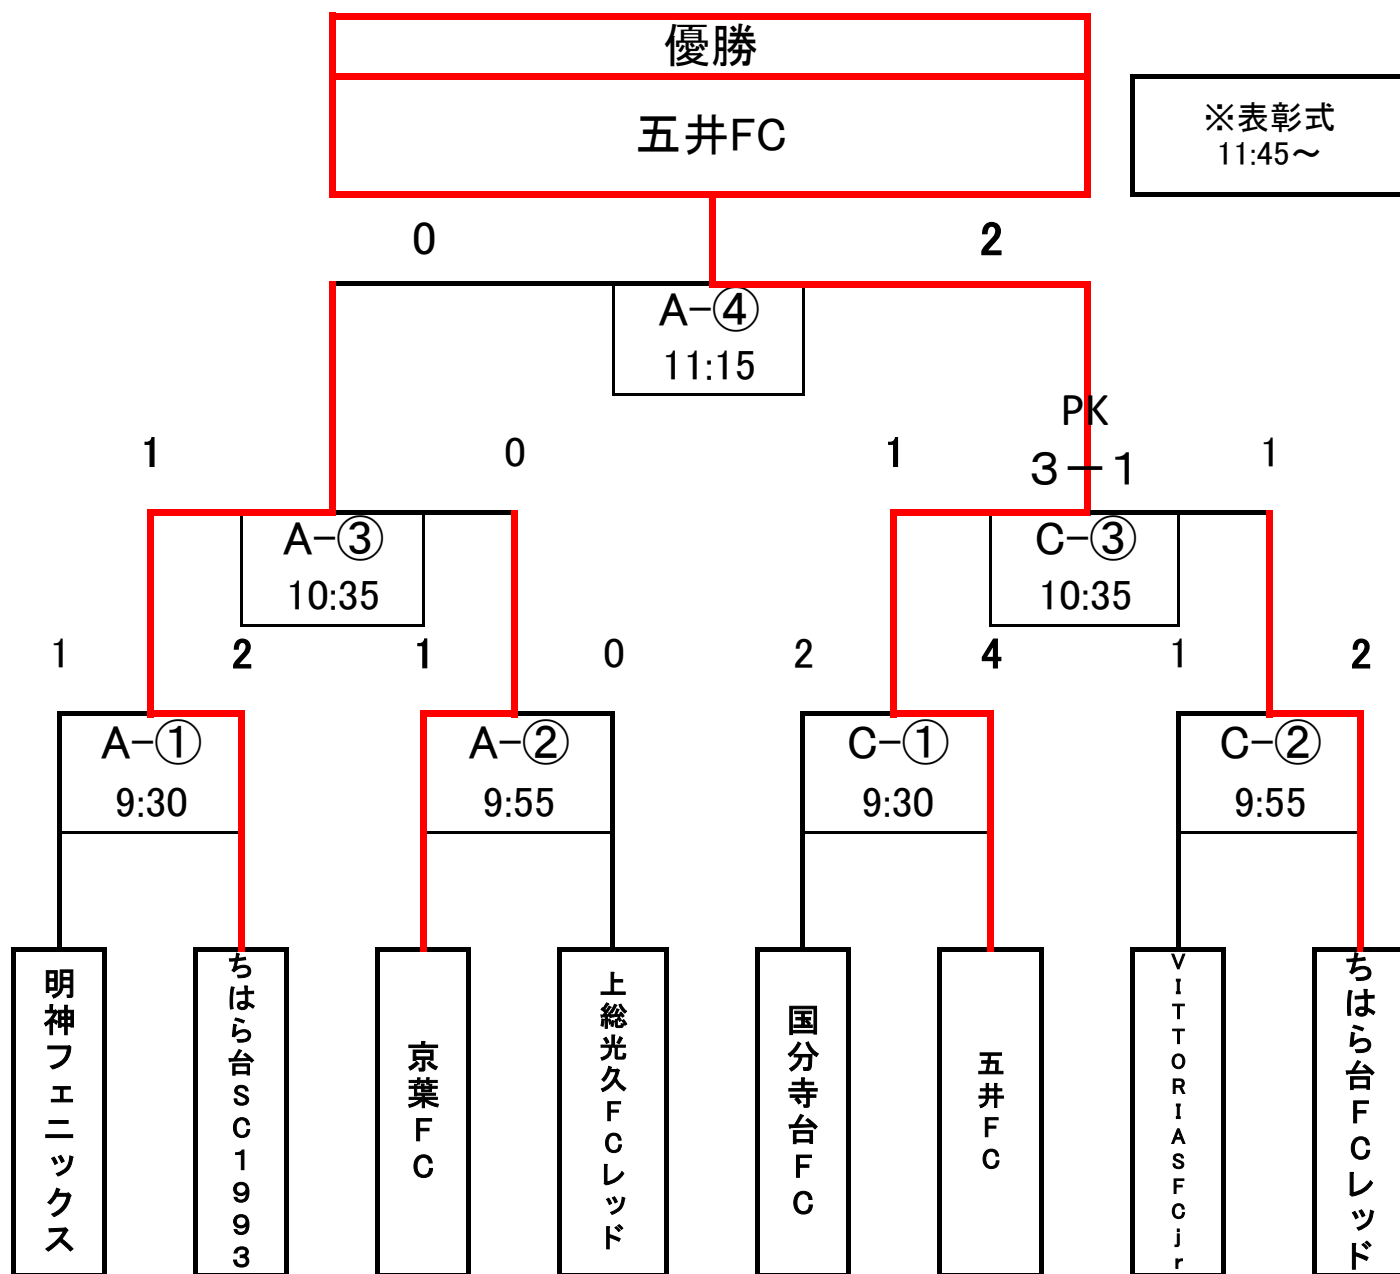 優勝
五井FC
※表彰式
11:45～
0
2
A-④
11:15
PK
3-1
1
0
1
1
A-③
10:35
C-③
10:35
1
2
1
0
2
4
1
2
A-①
9:30
A-②
9:55
C-①
9:30
C-②
9:55
明神フェニックス
ちはら台SC1993
京葉FC
上総光久FCレッド
国分寺台FC
五井FC
VITTORIASFCjr
ちはら台FCレッド